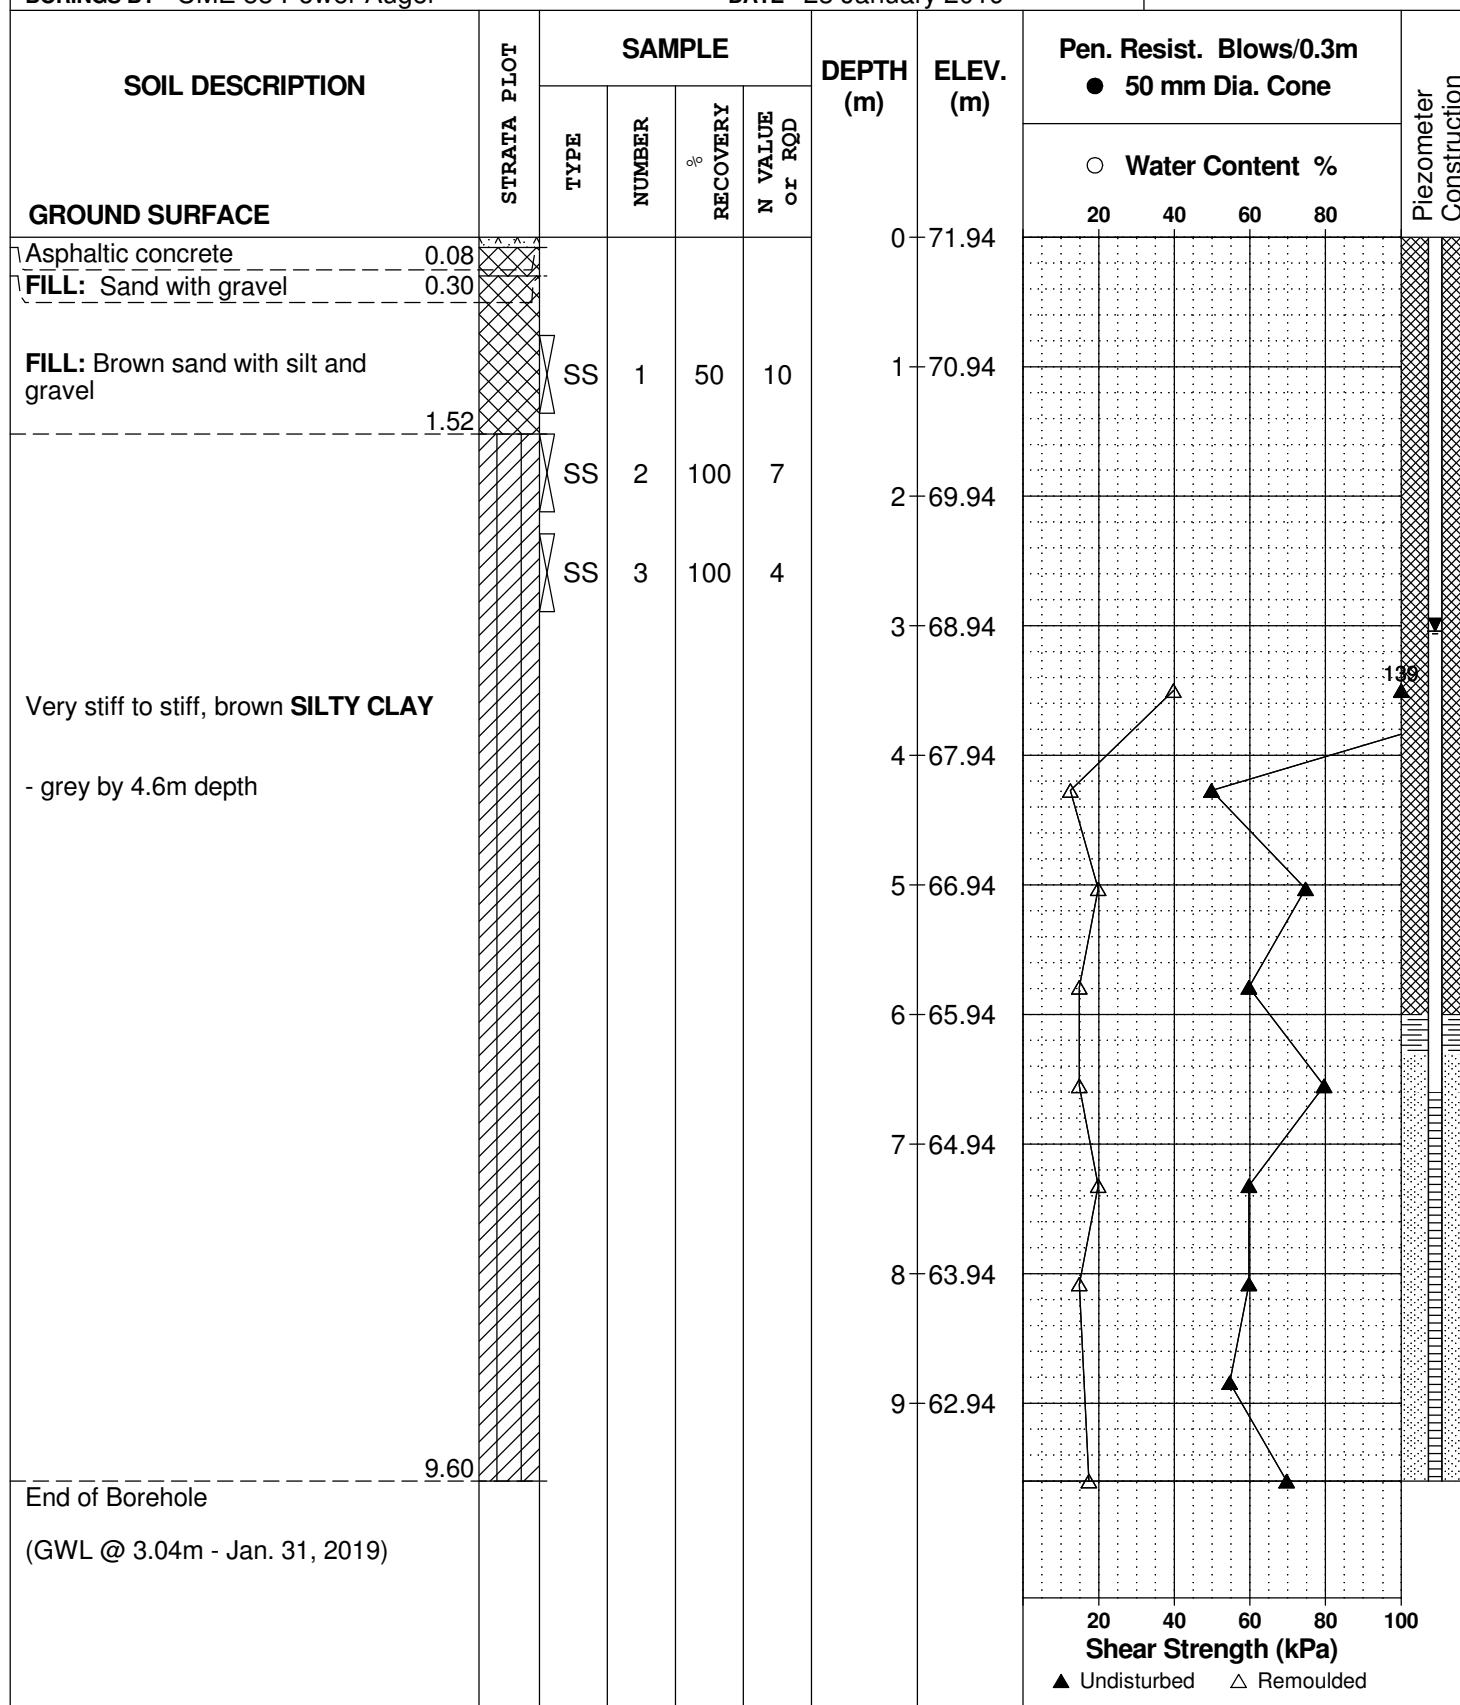 SOIL DESCRIPTION
GROUND SURFACE
STRATA PLOT
SAMPLE
TYPE
NUMBER
% RECOVERY
N VALUE or RQD
DEPTH (m)
ELEV. (m)
Pen. Resist. Blows/0.3m
● 50 mm Dia. Cone
○ Water Content %
20 40 60 80
Piezometer Construction
Asphaltic concrete 0.08
FILL: Sand with gravel 0.30
FILL: Brown sand with silt and
gravel
1.52
SS 1 50 10
SS 2 100 7
SS 3 100 4
0 71.94
1 70.94
2 69.94
3 68.94
4 67.94
5 66.94
6 65.94
7 64.94
8 63.94
9 62.94
139
Very stiff to stiff, brown SILTY CLAY
- grey by 4.6m depth
9.60
End of Borehole
(GWL @ 3.04m - Jan. 31, 2019)
20 40 60 80 100
Shear Strength (kPa)
▲ Undisturbed △ Remoulded